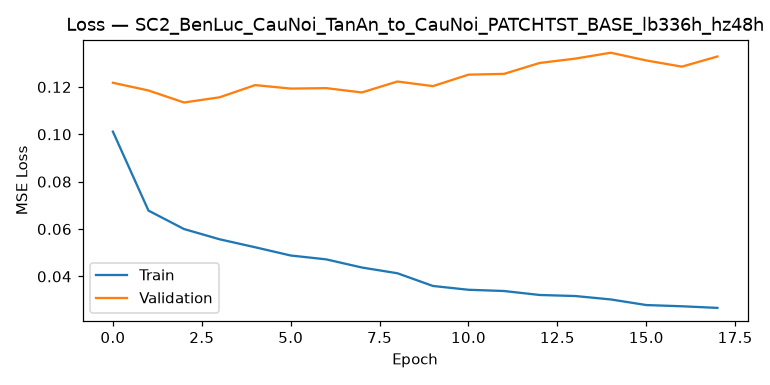 Loss — SC2_BenLuc_CauNoi_TanAn_to_CauNoi_PATCHTST_BASE_lb336h_hz48h
MSE Loss
0.12
0.10
0.08
0.06
0.04
Train
Validation
0.0 2.5 5.0 7.5 10.0 12.5 15.0 17.5
Epoch